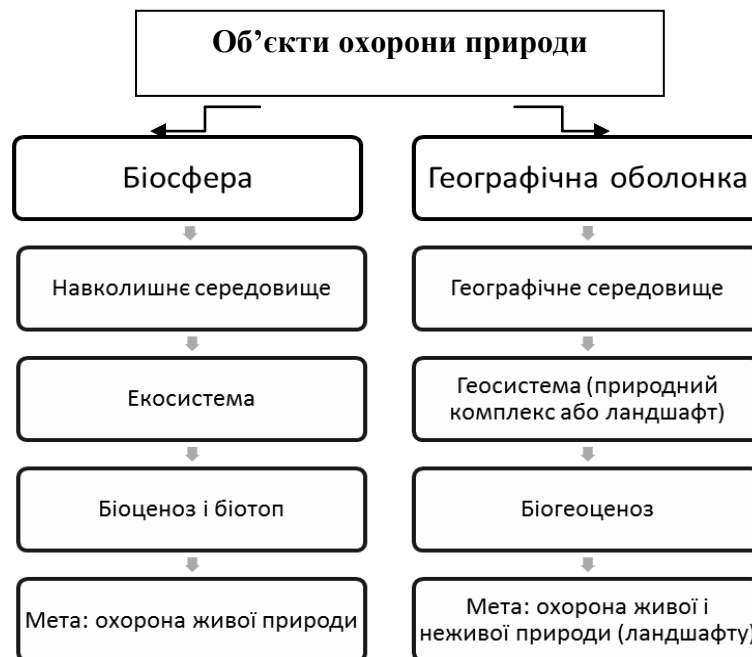 Об’єкти охорони природи
Біосфера
Географічна оболонка
Навколишнє середовище
Географічне середовище
Екосистема
Геосистема (природний
комплекс або ландшафт)
Біоценоз і біотоп
Біогеоценоз
Мета: охорона живої природи
Мета: охорона живої і
неживої природи (ландшафту)